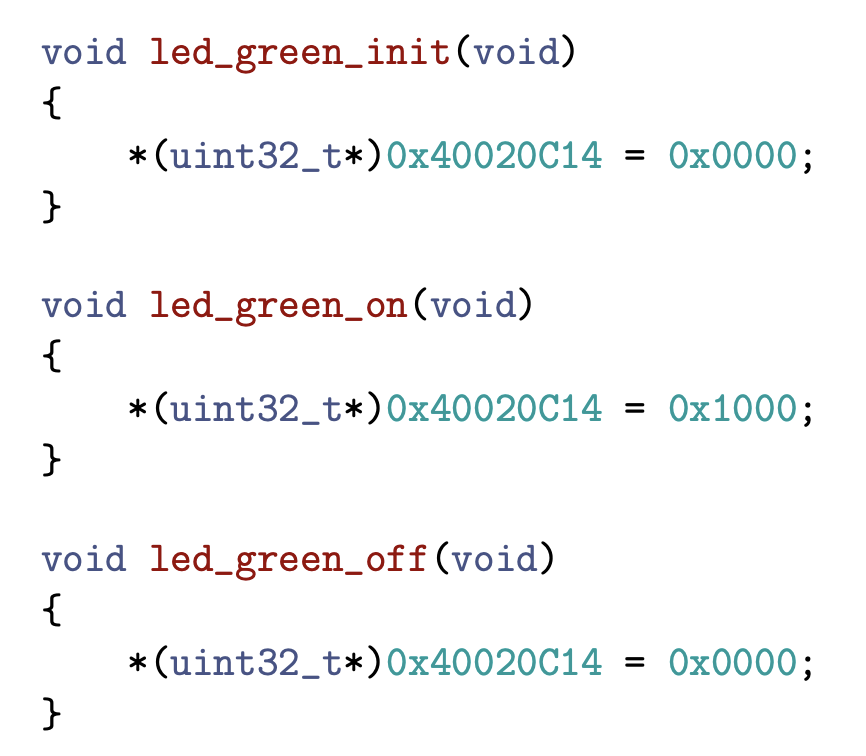 void led_green_init(void)
{
    *(uint32_t*)0x40020C14 = 0x0000;
}

void led_green_on(void)
{
    *(uint32_t*)0x40020C14 = 0x1000;
}

void led_green_off(void)
{
    *(uint32_t*)0x40020C14 = 0x0000;
}